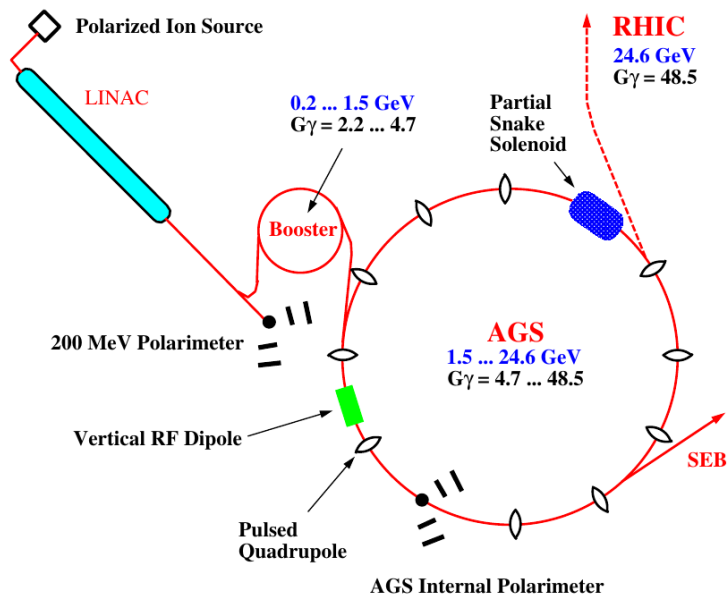 Polarized Ion Source
LINAC
0.2 ... 1.5 GeV
Gγ = 2.2 ... 4.7
Booster
200 MeV Polarimeter
Partial
Snake
Solenoid
RHIC
24.6 GeV
Gγ = 48.5
AGS
1.5 ... 24.6 GeV
Gγ = 4.7 ... 48.5
Vertical RF Dipole
SEB
Pulsed
Quadrupole
AGS Internal Polarimeter